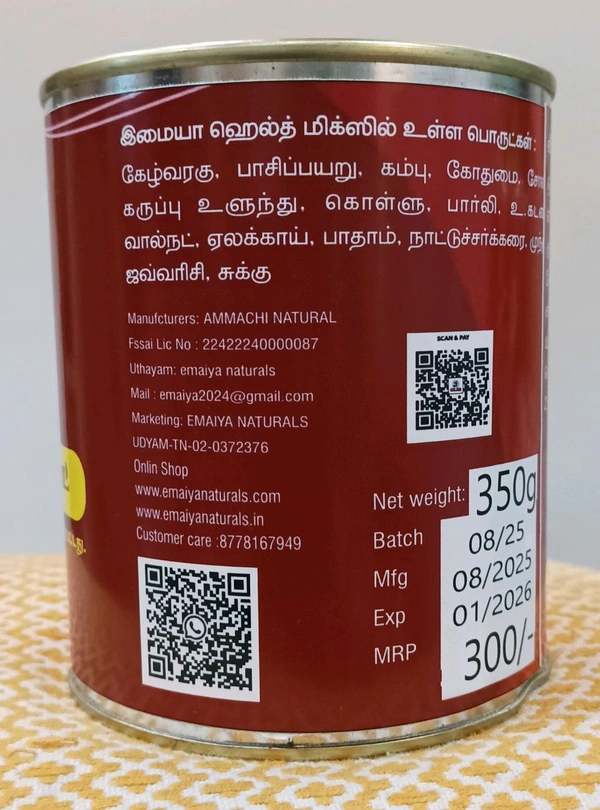 இமையா ஹெல்த் மிக்ஸில் உள்ள பொருட்கள் :
கேழ்வரகு, பாசிப்பயறு, கம்பு, கோதுமை,
கருப்பு உளுந்து, கொள்ளு, பார்லி,
வால்நட், ஏலக்காய், பாதாம், நாட்டுச்சர்க்கரை,
ஜவ்வரிசி, சுக்கு
Manufcturers: AMMACHI NATURAL
Fssai Lic No : 22422240000087
Uthayam: emaiya naturals
Mail : emaiya2024@gmail.com
Marketing: EMAIYA NATURALS
UDYAM-TN-02-0372376
Onlin Shop
www.emaiyanaturals.com
www.emaiyanaturals.in
Customer care :8778167949
SCAN & PAY
Net weight: 350g
Batch 08/25
Mfg 08/2025
Exp 01/2026
MRP 300/-